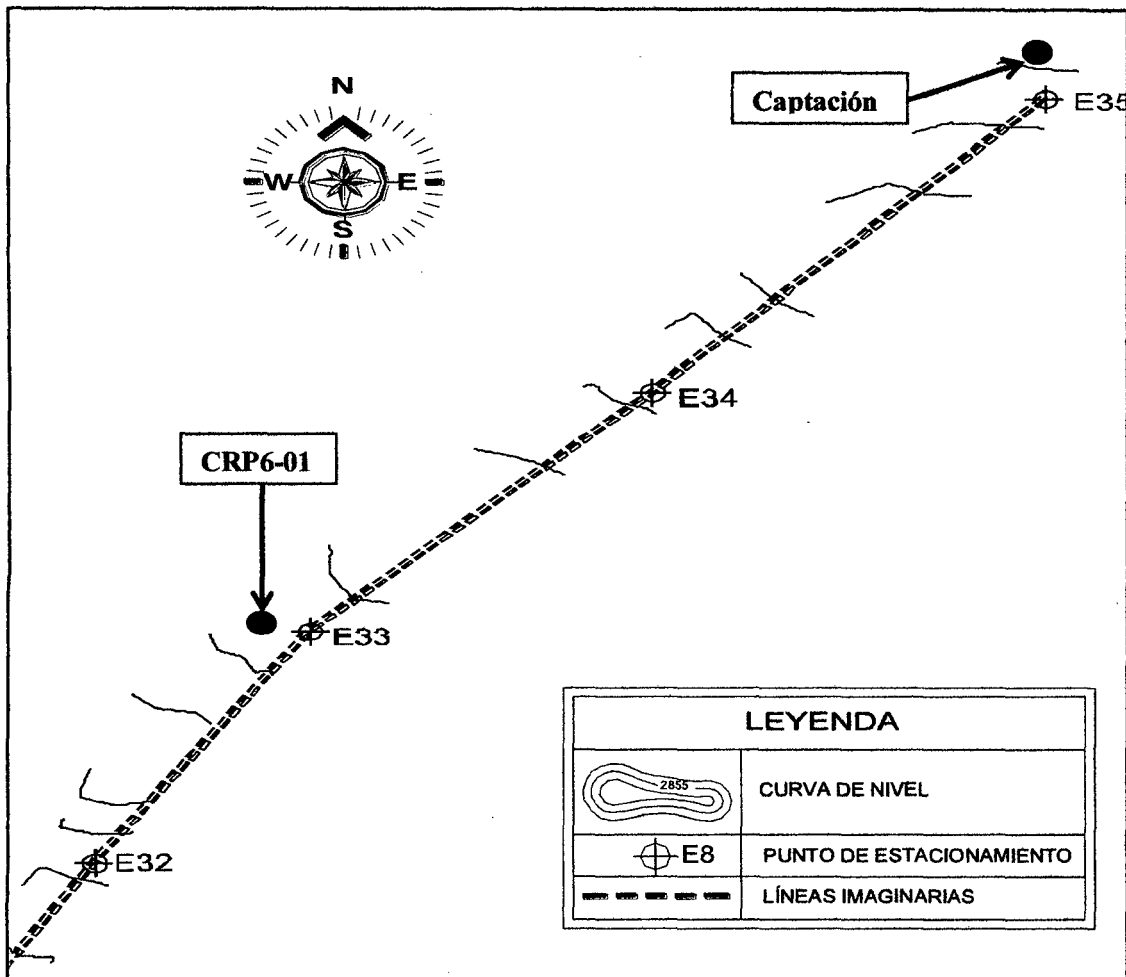 N
W E
S
Captación
E35
E34
CRP6-01
E33
E32
LEYENDA
2855
CURVA DE NIVEL
E8
PUNTO DE ESTACIONAMIENTO
LÍNEAS IMAGINARIAS